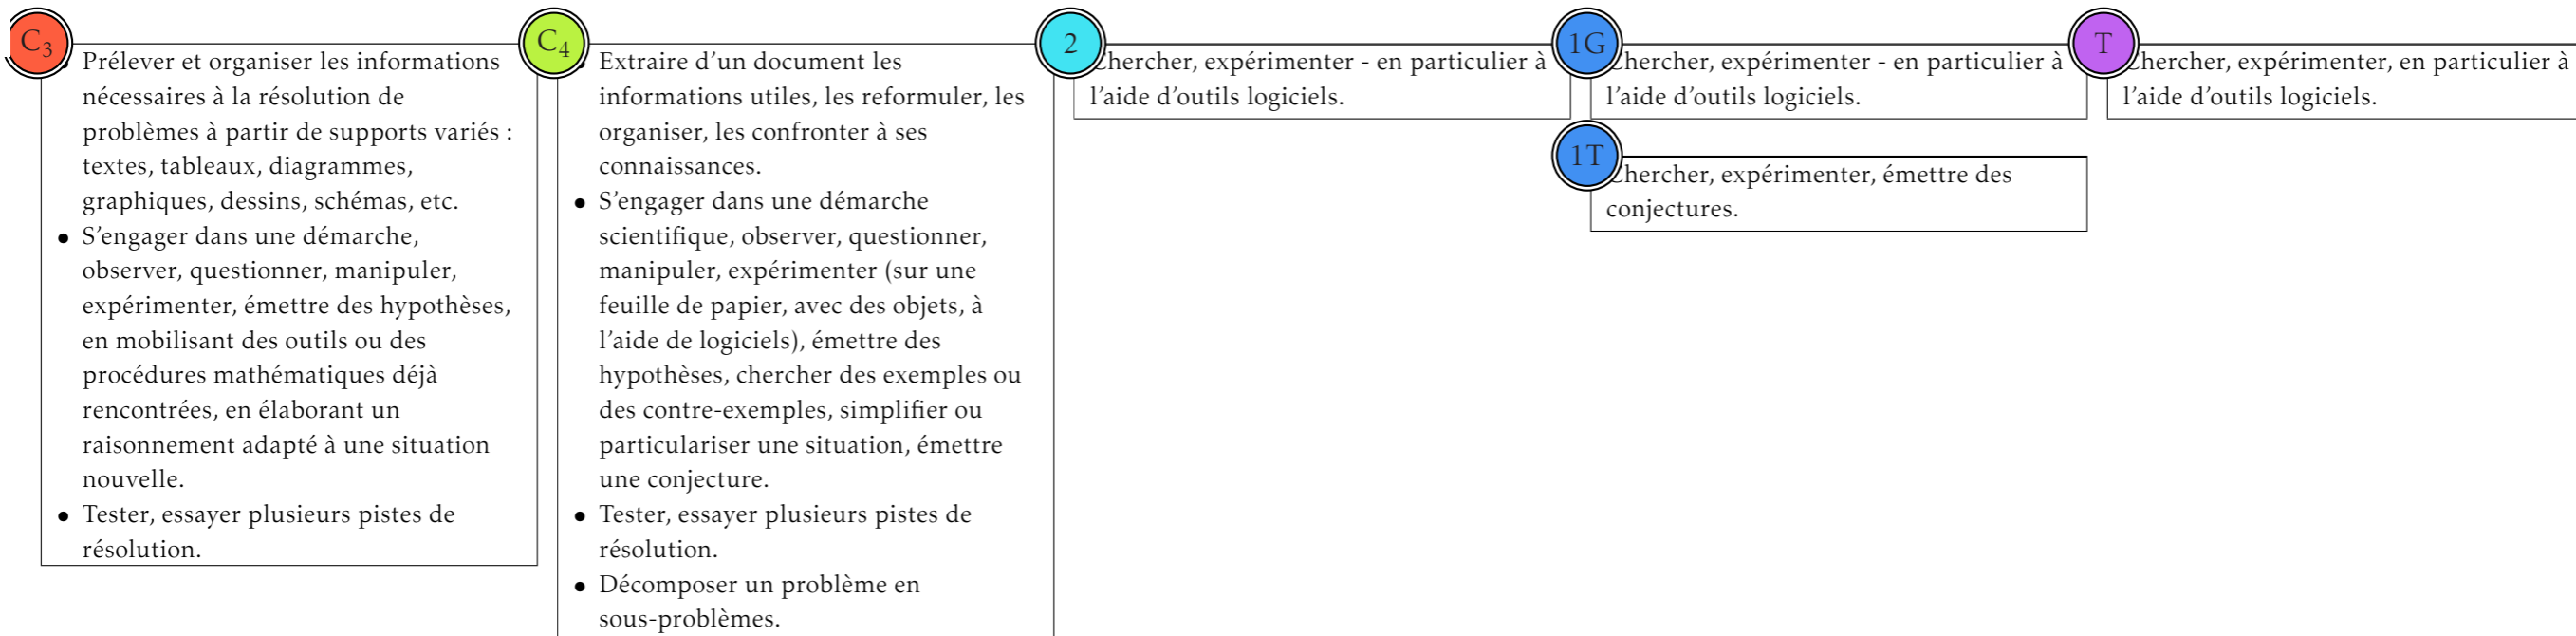 C3
Prélever et organiser les informations
nécessaires à la résolution de
problèmes à partir de supports variés :
textes, tableaux, diagrammes,
graphiques, dessins, schémas, etc.
• S'engager dans une démarche,
observer, questionner, manipuler,
expérimenter, émettre des hypothèses,
en mobilisant des outils ou des
procédures mathématiques déjà
rencontrées, en élaborant un
raisonnement adapté à une situation
nouvelle.
• Tester, essayer plusieurs pistes de
résolution.
C4
Extraire d'un document les
informations utiles, les reformuler, les
organiser, les confronter à ses
connaissances.
• S'engager dans une démarche
scientifique, observer, questionner,
manipuler, expérimenter (sur une
feuille de papier, avec des objets, à
l'aide de logiciels), émettre des
hypothèses, chercher des exemples ou
des contre-exemples, simplifier ou
particulariser une situation, émettre
une conjecture.
• Tester, essayer plusieurs pistes de
résolution.
• Décomposer un problème en
sous-problèmes.
2
Chercher, expérimenter - en particulier à
l'aide d'outils logiciels.
1G
Chercher, expérimenter - en particulier à
l'aide d'outils logiciels.
1T
Chercher, expérimenter, émettre des
conjectures.
T
Chercher, expérimenter, en particulier à
l'aide d'outils logiciels.